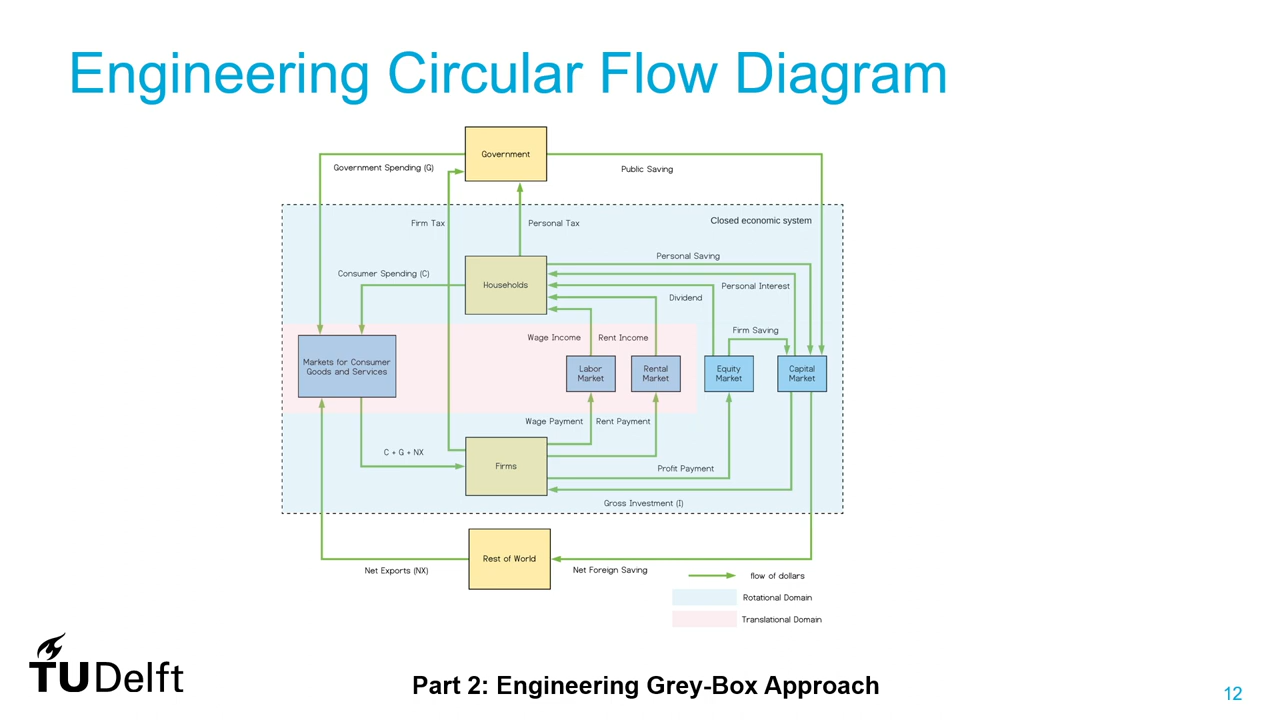 Engineering Circular Flow Diagram
Government
Government Spending (G)
Public Saving
Firm Tax
Personal Tax
Closed economic system
Personal Saving
Consumer Spending (C)
Households
Personal Interest
Dividend
Firm Saving
Wage Income
Rent Income
Markets for Consumer
Goods and Services
Labor
Market
Rental
Market
Equity
Market
Capital
Market
Wage Payment
Rent Payment
C + G + NX
Firms
Profit Payment
Gross Investment (I)
Rest of World
Net Exports (NX)
Net Foreign Saving
flow of dollars
Rotational Domain
Translational Domain
TU Delft
Part 2: Engineering Grey-Box Approach
12